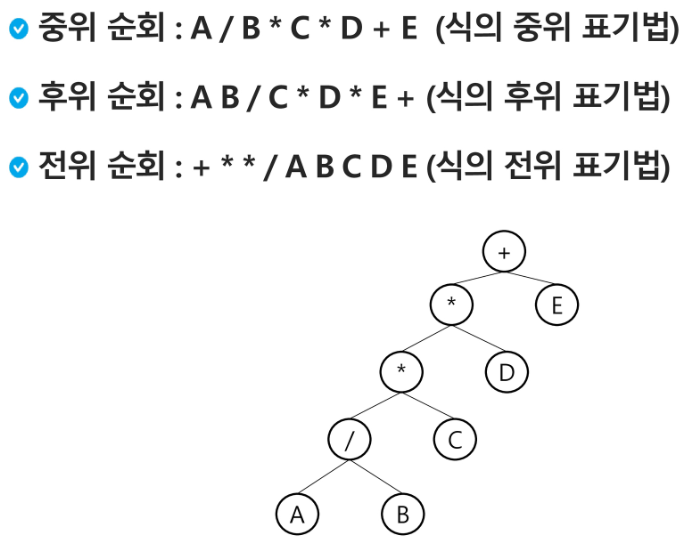 중위 순회 : A / B * C * D + E (식의 중위 표기법)
후위 순회 : A B / C * D * E + (식의 후위 표기법)
전위 순회 : + * * / A B C D E (식의 전위 표기법)
+
* E
* D
/ C
A B